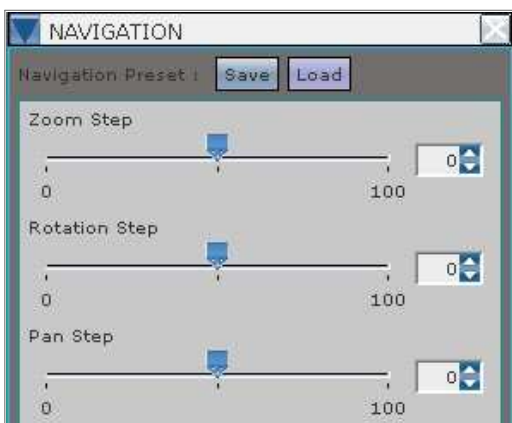 NAVIGATION
Navigation Preset : Save Load
Zoom Step
0
0 100
Rotation Step
0
0 100
Pan Step
0
0 100